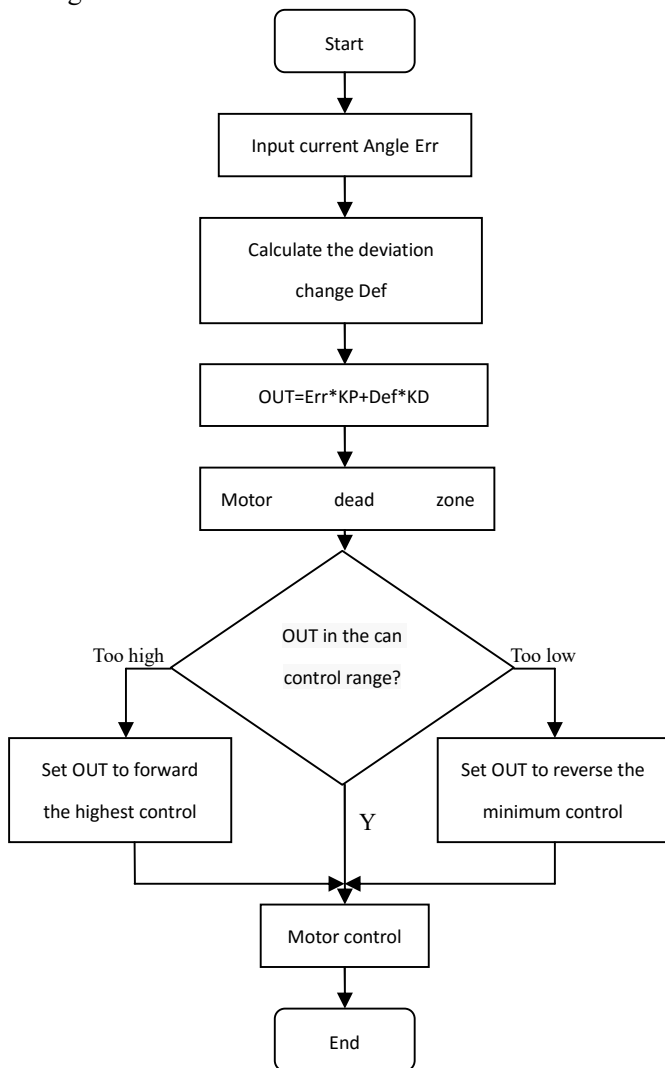 Start
Input current Angle Err
Calculate the deviation
change Def
OUT=Err*KP+Def*KD
Motor dead zone
OUT in the can
control range?
Too high
Too low
Set OUT to forward
the highest control
Set OUT to reverse the
minimum control
Y
Motor control
End